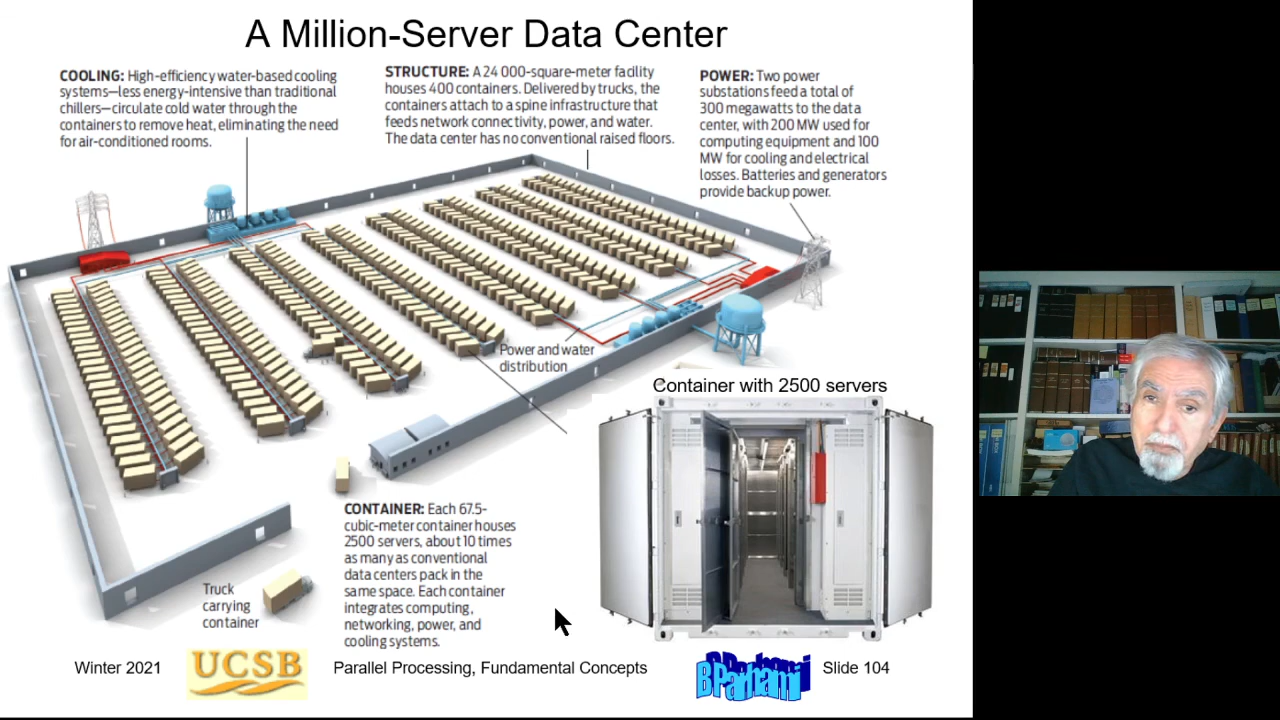 A Million-Server Data Center
COOLING: High-efficiency water-based cooling
systems—less energy-intensive than traditional
chillers—circulate cold water through the
containers to remove heat, eliminating the need
for air-conditioned rooms.
STRUCTURE: A 24 000-square-meter facility
houses 400 containers. Delivered by trucks, the
containers attach to a spine infrastructure that
feeds network connectivity, power, and water.
The data center has no conventional raised floors.
POWER: Two power
substations feed a total of
300 megawatts to the data
center, with 200 MW used for
computing equipment and 100
MW for cooling and electrical
losses. Batteries and generators
provide backup power.
Power and water
distribution
Container with 2500 servers
CONTAINER: Each 67.5-
cubic-meter container houses
2500 servers, about 10 times
as many as conventional
data centers pack in the
same space. Each container
integrates computing,
networking, power, and
cooling systems.
Truck
carrying
container
Winter 2021
UCSB
Parallel Processing, Fundamental Concepts
BParhami
Slide 104